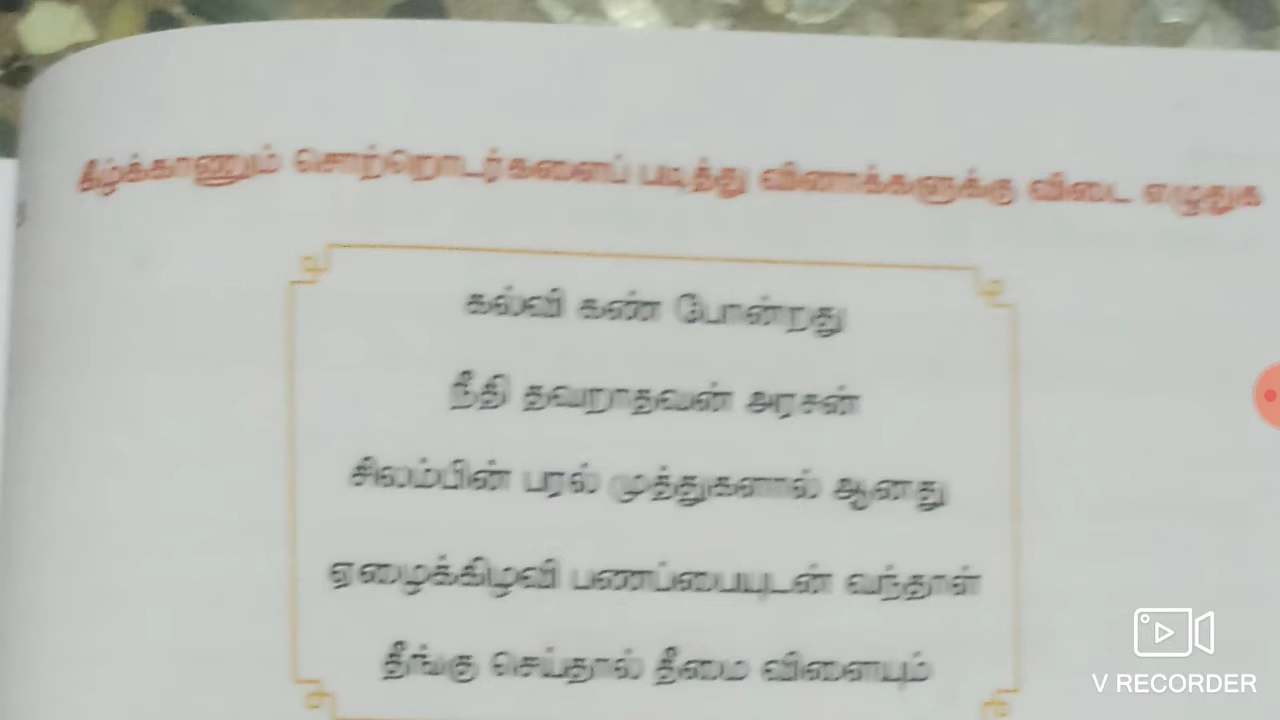 கீழ்க்காணும் சொற்றொடர்களைப் படித்து வினாக்களுக்கு விடை எழுதுக
கல்வி கண் போன்றது
நீதி தவறாதவன் அரசன்
சிலம்பின் பரல் முத்துகளால் ஆனது
ஏழைக்கிழவி பணப்பையுடன் வந்தாள்
தீங்கு செய்தால் தீமை விளையும்
V RECORDER